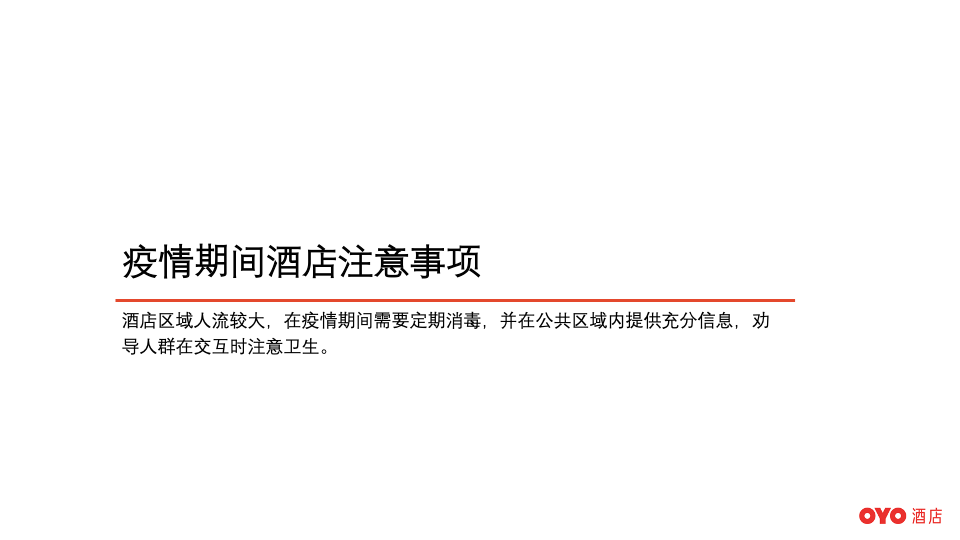 疫情期间酒店注意事项
酒店区域人流较大，在疫情期间需要定期消毒，并在公共区域内提供充分信息，劝
导人群在交互时注意卫生。
OYO 酒店